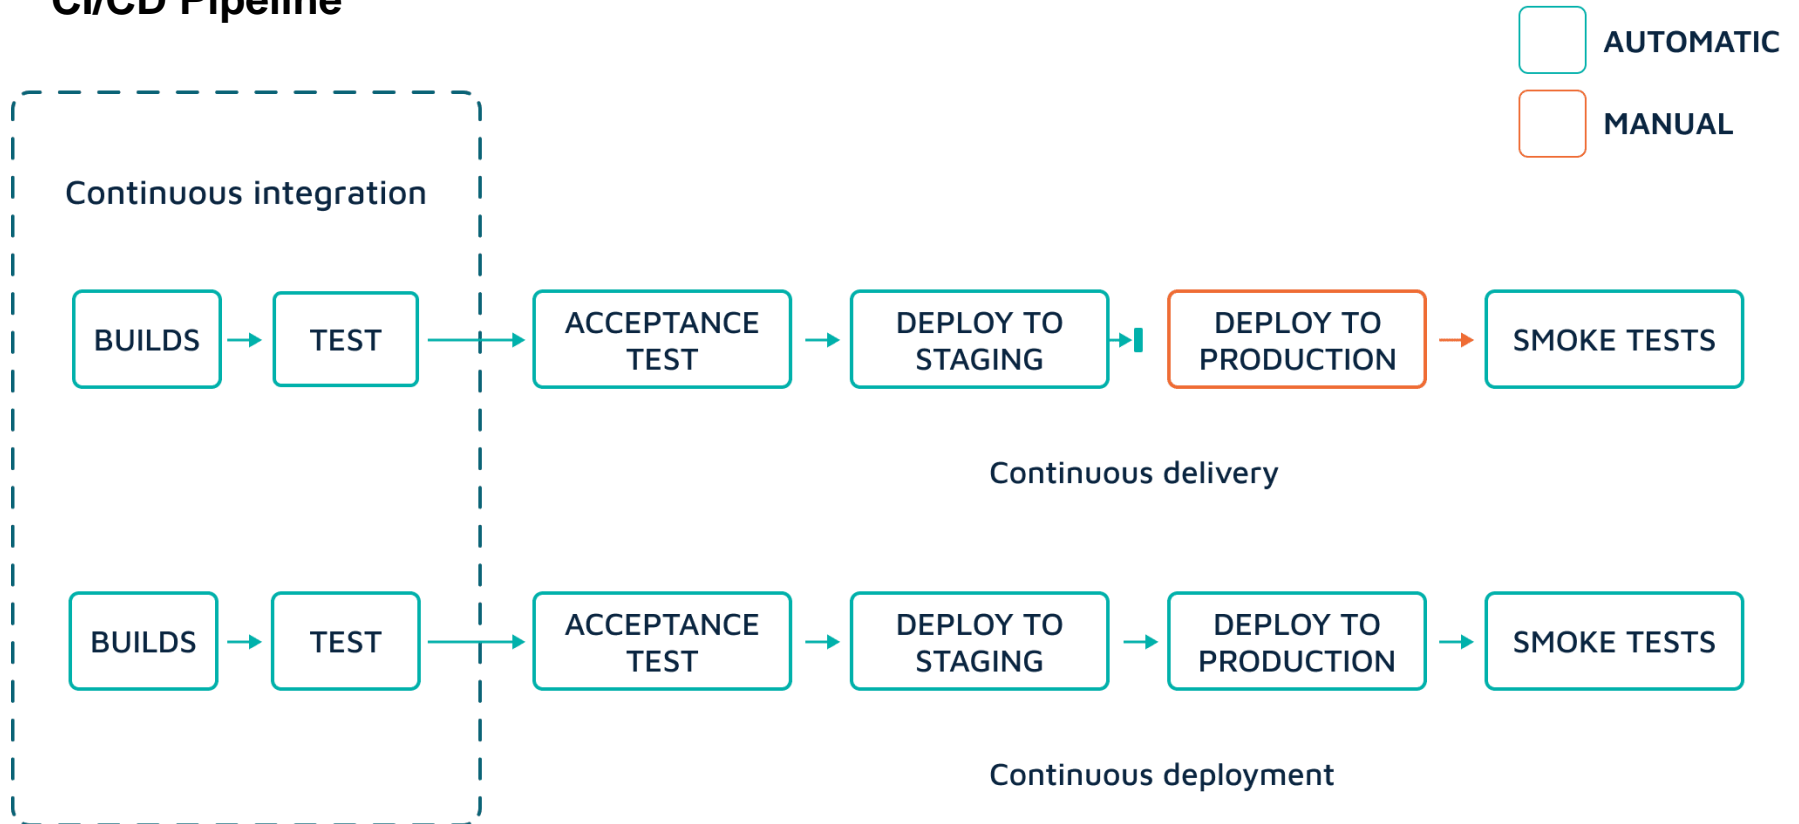 CI/CD Pipeline
AUTOMATIC
MANUAL
Continuous integration
BUILDS
TEST
ACCEPTANCE
TEST
DEPLOY TO
STAGING
DEPLOY TO
PRODUCTION
SMOKE TESTS
Continuous delivery
BUILDS
TEST
ACCEPTANCE
TEST
DEPLOY TO
STAGING
DEPLOY TO
PRODUCTION
SMOKE TESTS
Continuous deployment